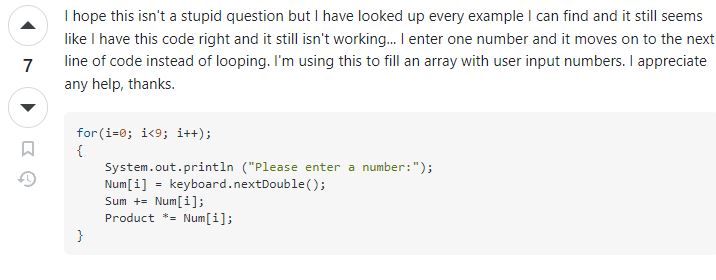 I hope this isn't a stupid question but I have looked up every example I can find and it still seems
like I have this code right and it still isn't working... I enter one number and it moves on to the next
7
line of code instead of looping. I'm using this to fill an array with user input numbers. I appreciate
any help, thanks.
for(i=0; i<9; i++);
{
    System.out.println ("Please enter a number:");
    Num[i] = keyboard.nextDouble();
    Sum += Num[i];
    Product *= Num[i];
}